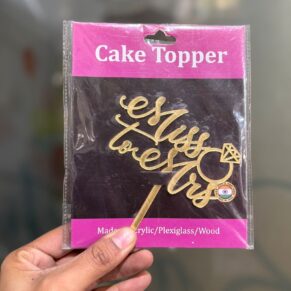 Cake Topper
Miss
to Mrs
Made Acrylic/Plexiglass/Wood